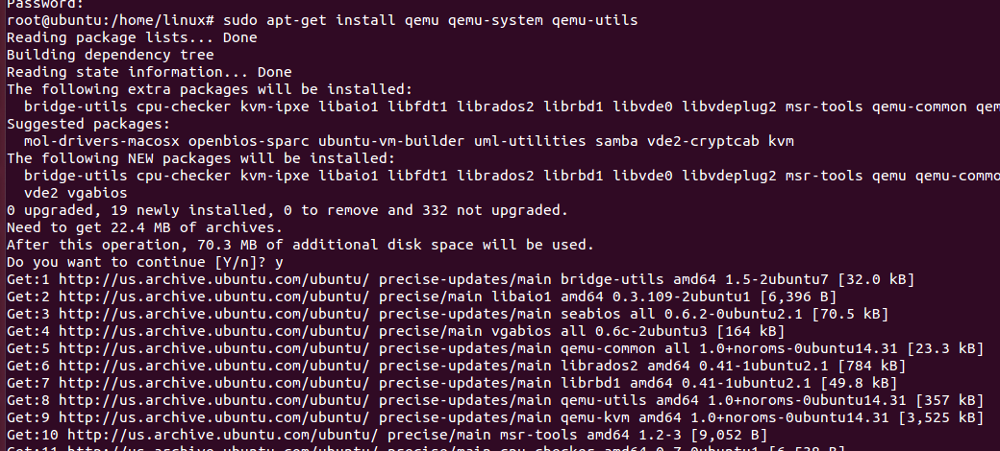 Password:
root@ubuntu:/home/linux# sudo apt-get install qemu qemu-system qemu-utils
Reading package lists... Done
Building dependency tree
Reading state information... Done
The following extra packages will be installed:
bridge-utils cpu-checker kvm-ipxe libaio1 libfdt1 librados2 librbd1 libvde0 libvdeplug2 msr-tools qemu-common qem
Suggested packages:
mol-drivers-macosx openbios-sparc ubuntu-vm-builder uml-utilities samba vde2-cryptcab kvm
The following NEW packages will be installed:
bridge-utils cpu-checker kvm-ipxe libaio1 libfdt1 librados2 librbd1 libvde0 libvdeplug2 msr-tools qemu qemu-commo
vde2 vgabios
0 upgraded, 19 newly installed, 0 to remove and 332 not upgraded.
Need to get 22.4 MB of archives.
After this operation, 70.3 MB of additional disk space will be used.
Do you want to continue [Y/n]? y
Get:1 http://us.archive.ubuntu.com/ubuntu/ precise-updates/main bridge-utils amd64 1.5-2ubuntu7 [32.0 kB]
Get:2 http://us.archive.ubuntu.com/ubuntu/ precise/main libaio1 amd64 0.3.109-2ubuntu1 [6,396 B]
Get:3 http://us.archive.ubuntu.com/ubuntu/ precise-updates/main seabios all 0.6.2-0ubuntu2.1 [70.5 kB]
Get:4 http://us.archive.ubuntu.com/ubuntu/ precise/main vgabios all 0.6c-2ubuntu3 [164 kB]
Get:5 http://us.archive.ubuntu.com/ubuntu/ precise-updates/main qemu-common all 1.0+noroms-0ubuntu14.31 [23.3 kB]
Get:6 http://us.archive.ubuntu.com/ubuntu/ precise-updates/main librados2 amd64 0.41-1ubuntu2.1 [784 kB]
Get:7 http://us.archive.ubuntu.com/ubuntu/ precise-updates/main librbd1 amd64 0.41-1ubuntu2.1 [49.8 kB]
Get:8 http://us.archive.ubuntu.com/ubuntu/ precise-updates/main qemu-utils amd64 1.0+noroms-0ubuntu14.31 [357 kB]
Get:9 http://us.archive.ubuntu.com/ubuntu/ precise-updates/main qemu-kvm amd64 1.0+noroms-0ubuntu14.31 [3,525 kB]
Get:10 http://us.archive.ubuntu.com/ubuntu/ precise/main msr-tools amd64 1.2-3 [9,052 B]
Get:11 http://us.archive.ubuntu.com/ubuntu/ precise/main cpu-checker amd64 0.7-0ubuntu1 [6,538 B]